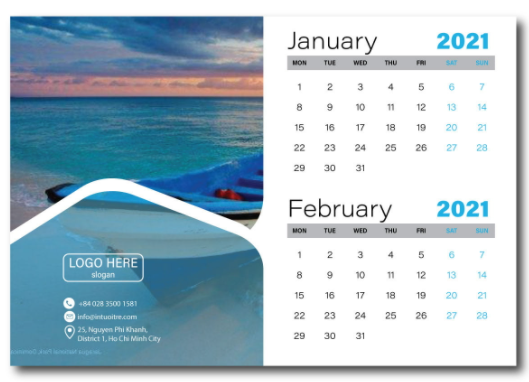 January 2021
MON TUE WED THU FRI SAT SUN
1 2 3 4 5 6 7
8 9 10 11 12 13 14
15 16 17 18 19 20 21
22 23 24 25 26 27 28
29 30 31
February 2021
MON TUE WED THU FRI SAT SUN
1 2 3 4 5 6 7
8 9 10 11 12 13 14
15 16 17 18 19 20 21
22 23 24 25 26 27 28
29 30 31
LOGO HERE
slogan
+84 028 3500 1581
info@intuoitre.com
25, Nguyen Phi Khanh,
District 1, Ho Chi Minh City